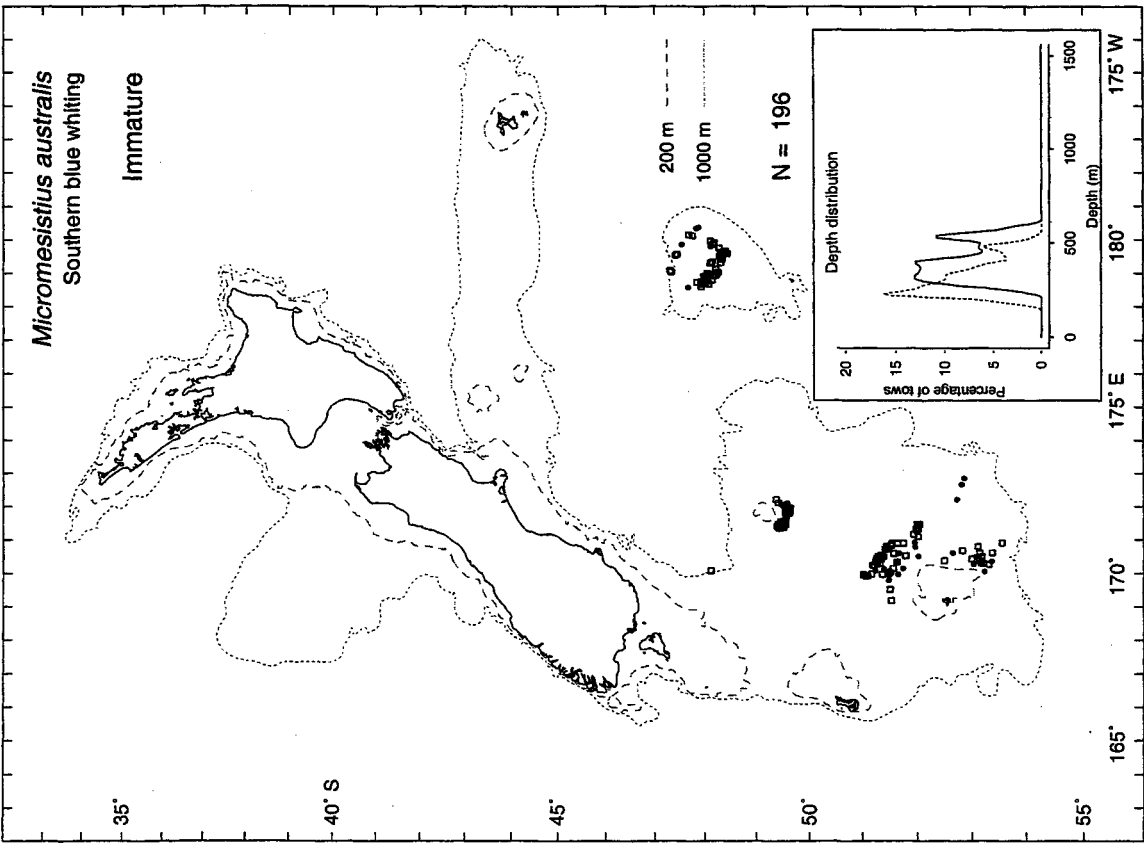 Micromesistius australis
Southern blue whiting
Immature
35°
40° S
45°
50°
55°
165°
170°
175° E
180°
175° W
200 m
1000 m
N = 196
Depth distribution
Percentage of tows
20
15
10
5
0
0
500
1000
1500
Depth (m)